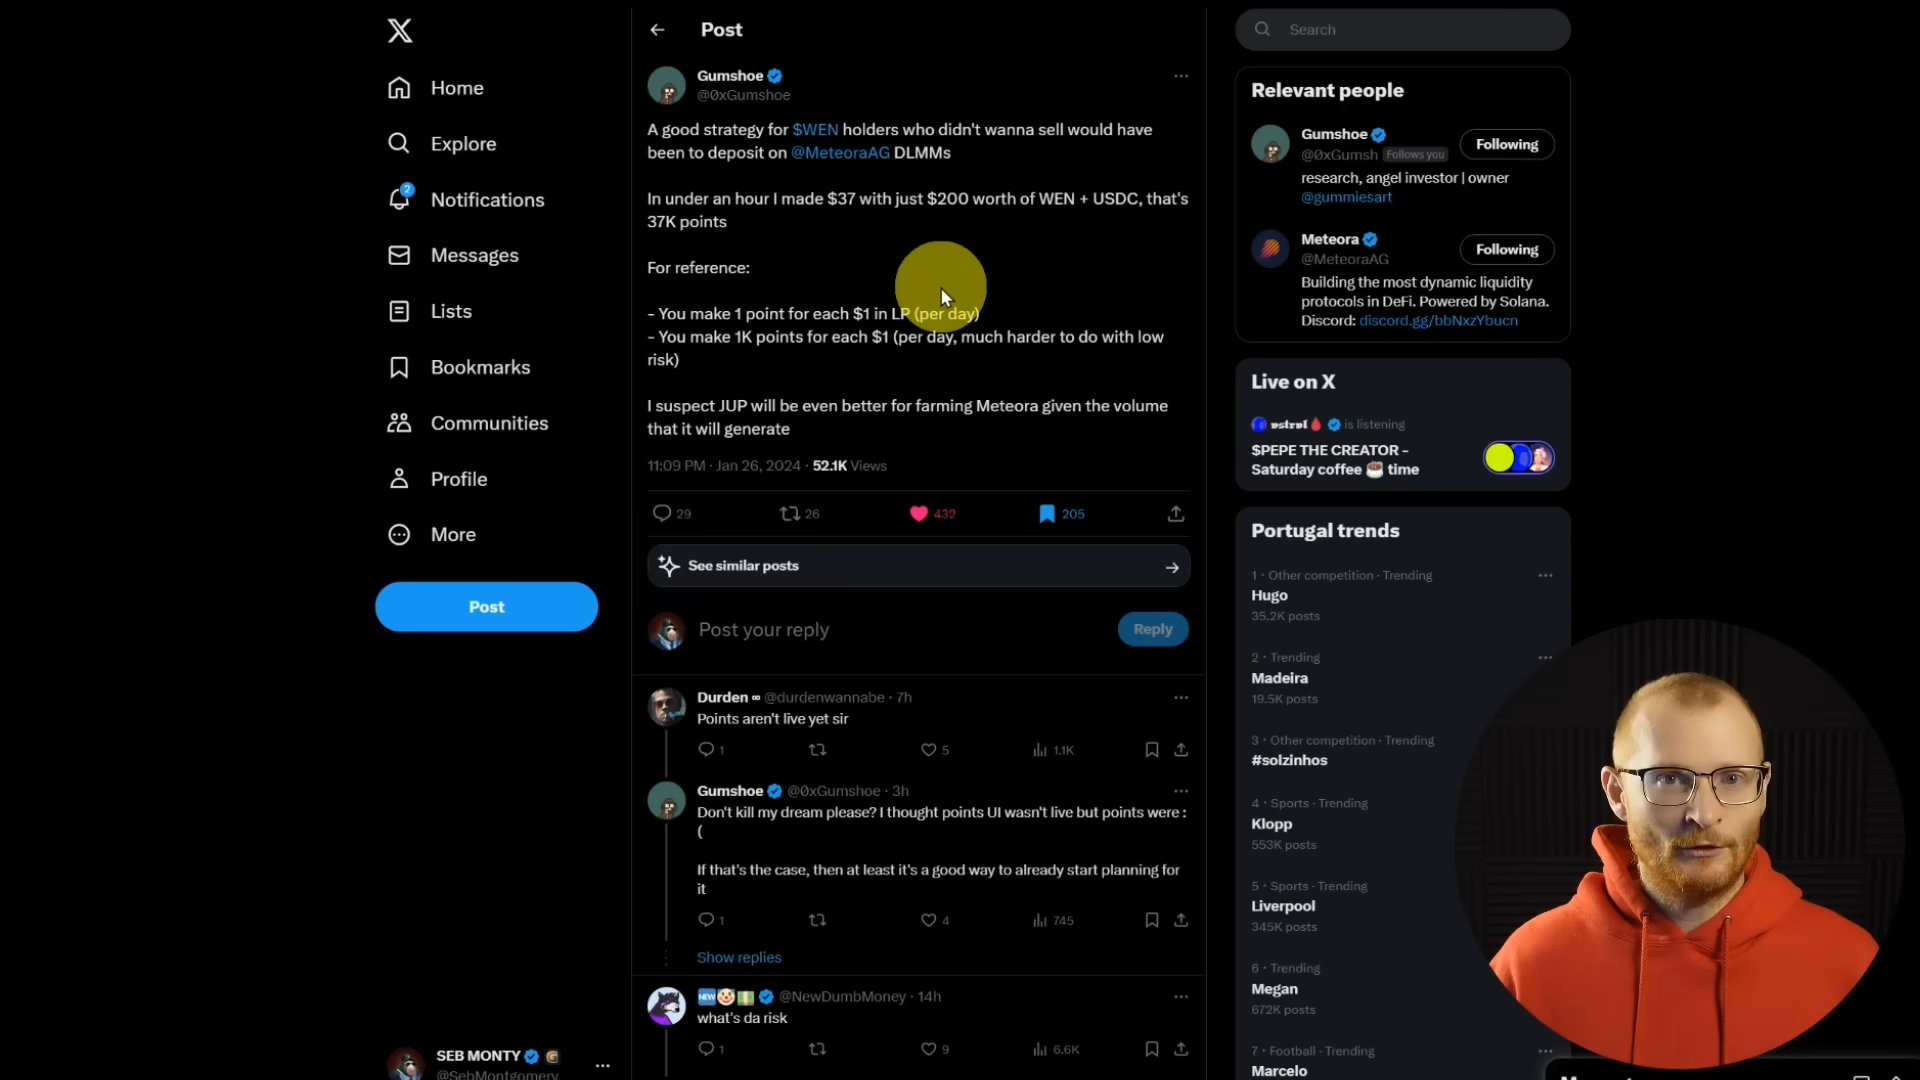 Home
Explore
2
Notifications
Messages
Lists
Bookmarks
Communities
Profile
More
Post
SEB MONTY
@SebMontgomery
Post
Gumshoe
@0xGumshoe
A good strategy for $WEN holders who didn't wanna sell would have
been to deposit on @MeteoraAG DLMMs
In under an hour I made $37 with just $200 worth of WEN + USDC, that's
37K points
For reference:
- You make 1 point for each $1 in LP (per day)
- You make 1K points for each $1 (per day, much harder to do with low
risk)
I suspect JUP will be even better for farming Meteora given the volume
that it will generate
11:09 PM · Jan 26, 2024 · 52.1K Views
29
26
432
205
See similar posts
Post your reply
Reply
Durden ∞ @durdenwannabe · 7h
Points aren't live yet sir
1
5
1.1K
Gumshoe @0xGumshoe · 3h
Don't kill my dream please? I thought points UI wasn't live but points were :
(
If that's the case, then at least it's a good way to already start planning for
it
1
4
745
Show replies
NEW @NewDumbMoney · 14h
what's da risk
1
9
6.6K
Search
Relevant people
Gumshoe
@0xGumsh Follows you
Following
research, angel investor | owner
@gummiesart
Meteora
@MeteoraAG
Following
Building the most dynamic liquidity
protocols in DeFi. Powered by Solana.
Discord: discord.gg/bbNxzYbucn
Live on X
is listening
$PEPE THE CREATOR -
Saturday coffee ☕ time
Portugal trends
1 · Other competition · Trending
Hugo
35.2K posts
2 · Trending
Madeira
19.5K posts
3 · Other competition · Trending
#solzinhos
4 · Sports · Trending
Klopp
553K posts
5 · Sports · Trending
Liverpool
345K posts
6 · Trending
Megan
672K posts
7 · Football · Trending
Marcelo